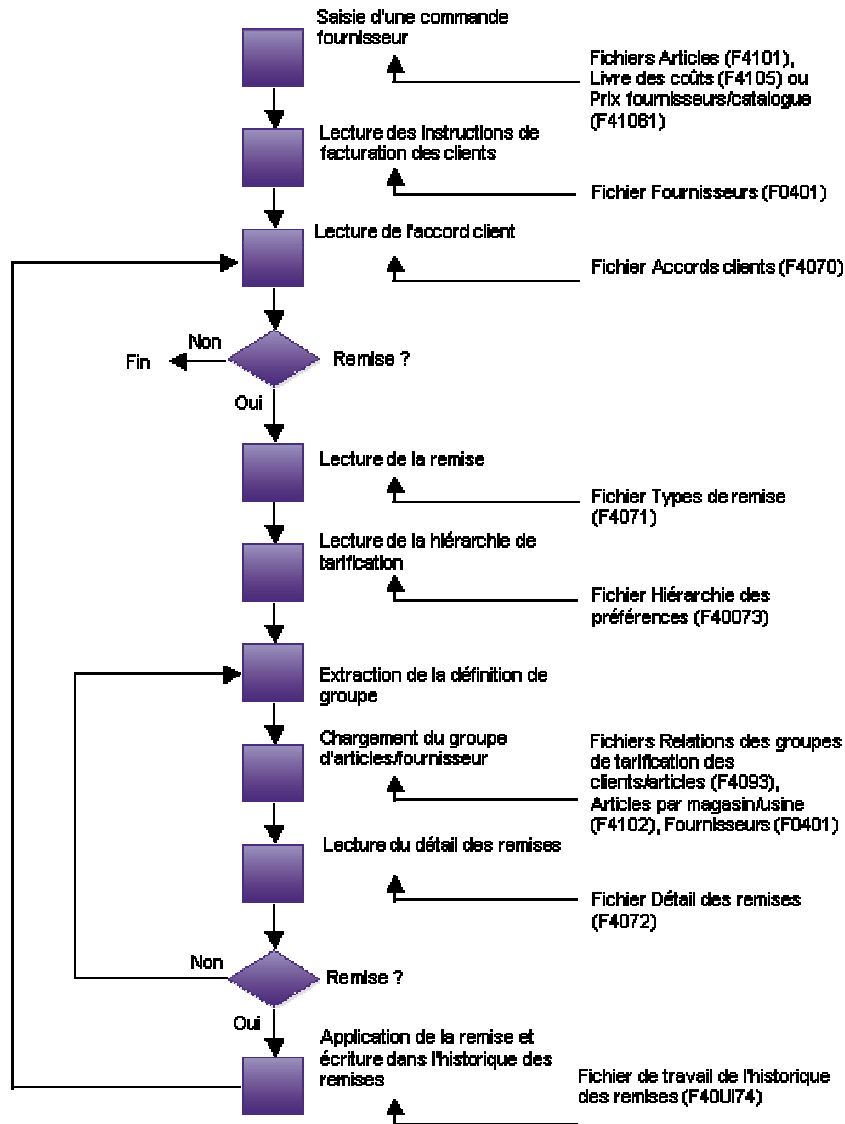 Saisie d'une commande
fournisseur
Fichiers Articles (F4101),
Livre des coûts (F4105) ou
Prix fournisseurs/catalogue
(F41061)
Lecture des instructions de
facturation des clients
Fichier Fournisseurs (F0401)
Lecture de l'accord client
Fichier Accords clients (F4070)
Non
Fin
Remise ?
Oui
Lecture de la remise
Fichier Types de remise
(F4071)
Lecture de la hiérarchie de
tarification
Fichier Hiérarchie des
préférences (F40073)
Extraction de la définition de
groupe
Chargement du groupe
d'articles/fournisseur
Fichiers Relations des groupes
de tarification des
clients/articles (F4093),
Articles par magasin/usine
(F4102), Fournisseurs (F0401)
Lecture du détail des remises
Fichier Détail des remises
(F4072)
Non
Remise ?
Oui
Application de la remise et
écriture dans l'historique des
remises
Fichier de travail de l'historique
des remises (F40UI74)